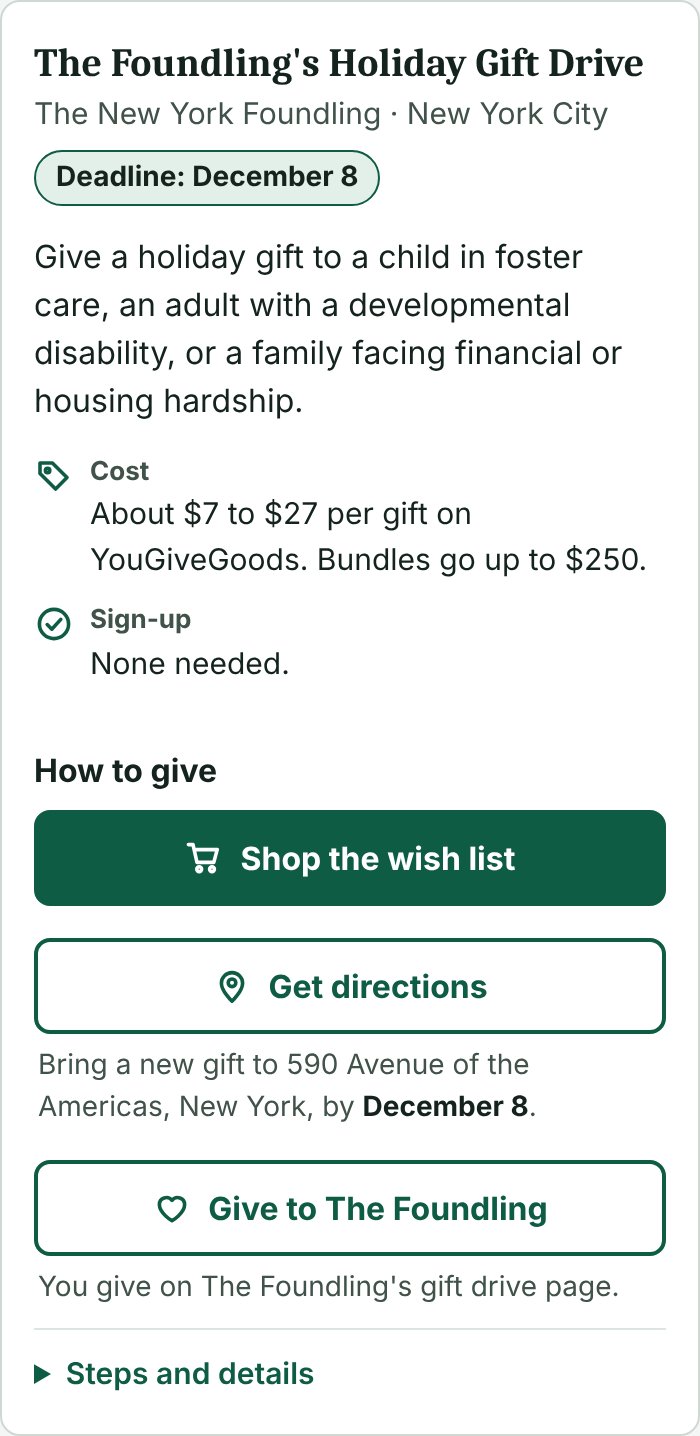 The Foundling's Holiday Gift Drive
The New York Foundling · New York City
Deadline: December 8
Give a holiday gift to a child in foster
care, an adult with a developmental
disability, or a family facing financial or
housing hardship.
Cost
About $7 to $27 per gift on
YouGiveGoods. Bundles go up to $250.
Sign-up
None needed.
How to give
Shop the wish list
Get directions
Bring a new gift to 590 Avenue of the
Americas, New York, by December 8.
Give to The Foundling
You give on The Foundling's gift drive page.
Steps and details